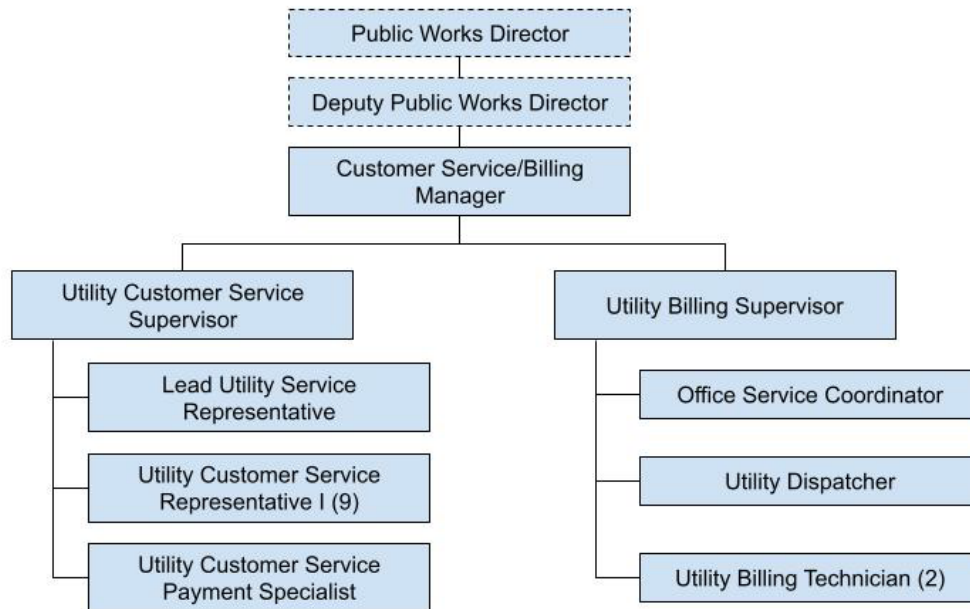 Public Works Director
Deputy Public Works Director
Customer Service/Billing
Manager
Utility Customer Service
Supervisor
Lead Utility Service
Representative
Utility Customer Service
Representative I (9)
Utility Customer Service
Payment Specialist
Utility Billing Supervisor
Office Service Coordinator
Utility Dispatcher
Utility Billing Technician (2)